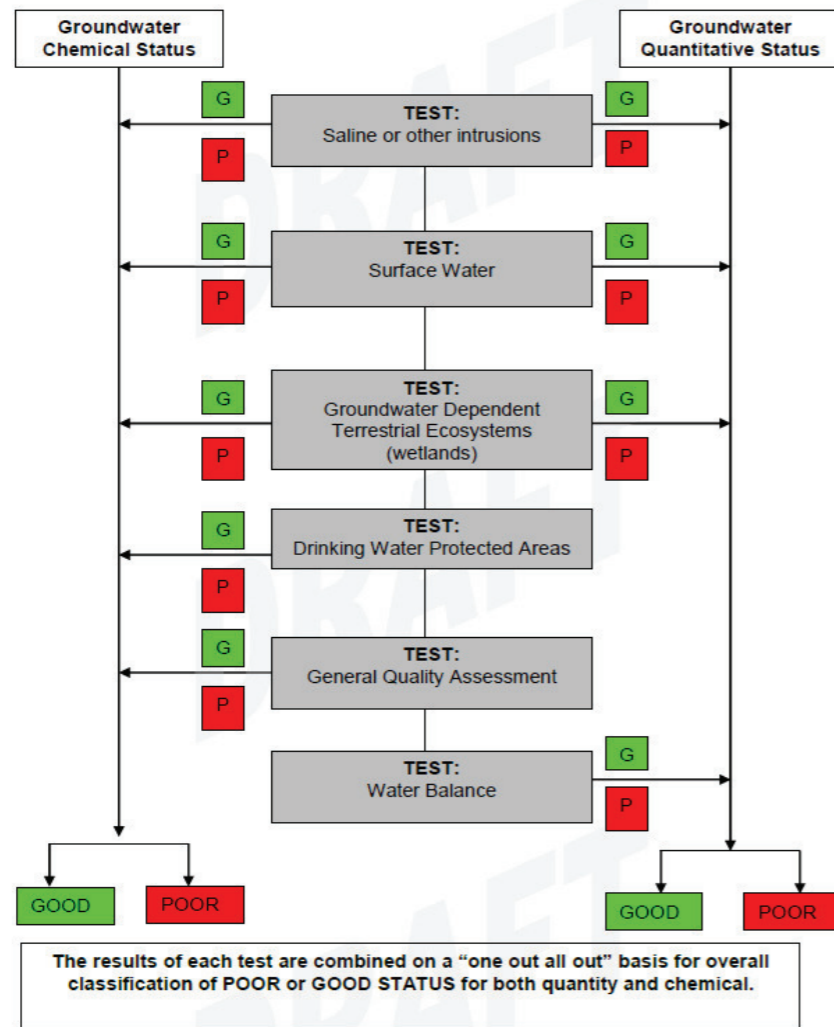 Groundwater
Chemical Status
Groundwater
Quantitative Status
G
P
TEST:
Saline or other intrusions
G
P
G
P
TEST:
Surface Water
G
P
G
P
TEST:
Groundwater Dependent
Terrestrial Ecosystems
(wetlands)
G
P
G
P
TEST:
Drinking Water Protected Areas
G
P
TEST:
General Quality Assessment
TEST:
Water Balance
G
P
GOOD
POOR
GOOD
POOR
The results of each test are combined on a “one out all out” basis for overall
classification of POOR or GOOD STATUS for both quantity and chemical.
DRAFT
DRAFT
DRAFT